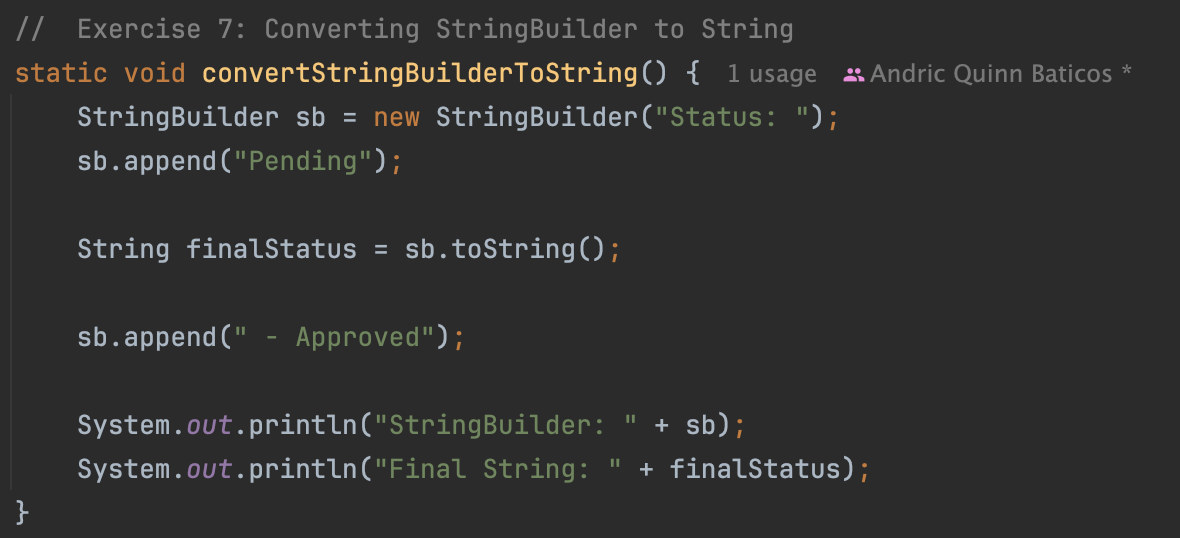 //  Exercise 7: Converting StringBuilder to String
static void convertStringBuilderToString() {  1 usage  Andric Quinn Baticos *
    StringBuilder sb = new StringBuilder("Status: ");
    sb.append("Pending");
    String finalStatus = sb.toString();
    sb.append(" - Approved");
    System.out.println("StringBuilder: " + sb);
    System.out.println("Final String: " + finalStatus);
}